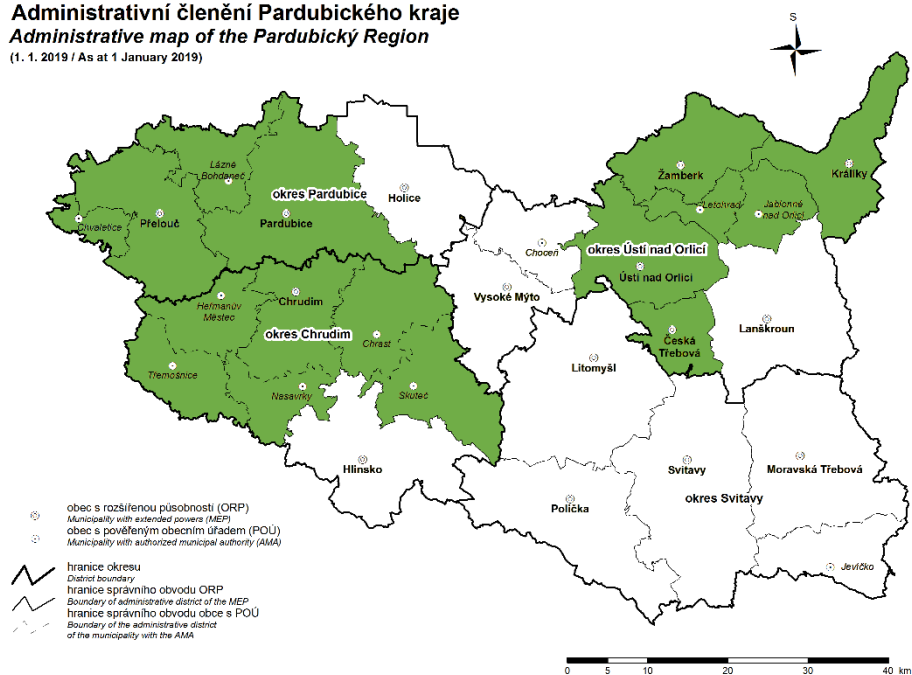 Administrativní členění Pardubického kraje
Administrative map of the Pardubický Region
(1. 1. 2019 / As at 1 January 2019)
S
Lázně
Bohdaneč
okres Pardubice
Holice
Chvaletice
Přelouč
Pardubice
Žamberk
Králíky
Letohrad
Jablonné
nad Orlicí
Choceň
okres Ústí nad Orlicí
Ústí nad Orlicí
Vysoké Mýto
Heřmanův
Městec
Chrudim
okres Chrudim
Chrast
Lanškroun
Česká
Třebová
Litomyšl
Třemošnice
Nasavrky
Skuteč
Hlinsko
Svitavy
Moravská Třebová
okres Svitavy
Polička
Jevíčko
obec s rozšířenou působností (ORP)
Municipality with extended powers (MEP)
obec s pověřeným obecním úřadem (POÚ)
Municipality with authorized municipal authority (AMA)
hranice okresu
District boundary
hranice správního obvodu ORP
Boundary of administrative district of the MEP
hranice správního obvodu obce s POÚ
Boundary of the administrative district
of the municipality with the AMA
0 5 10 20 30 40 km